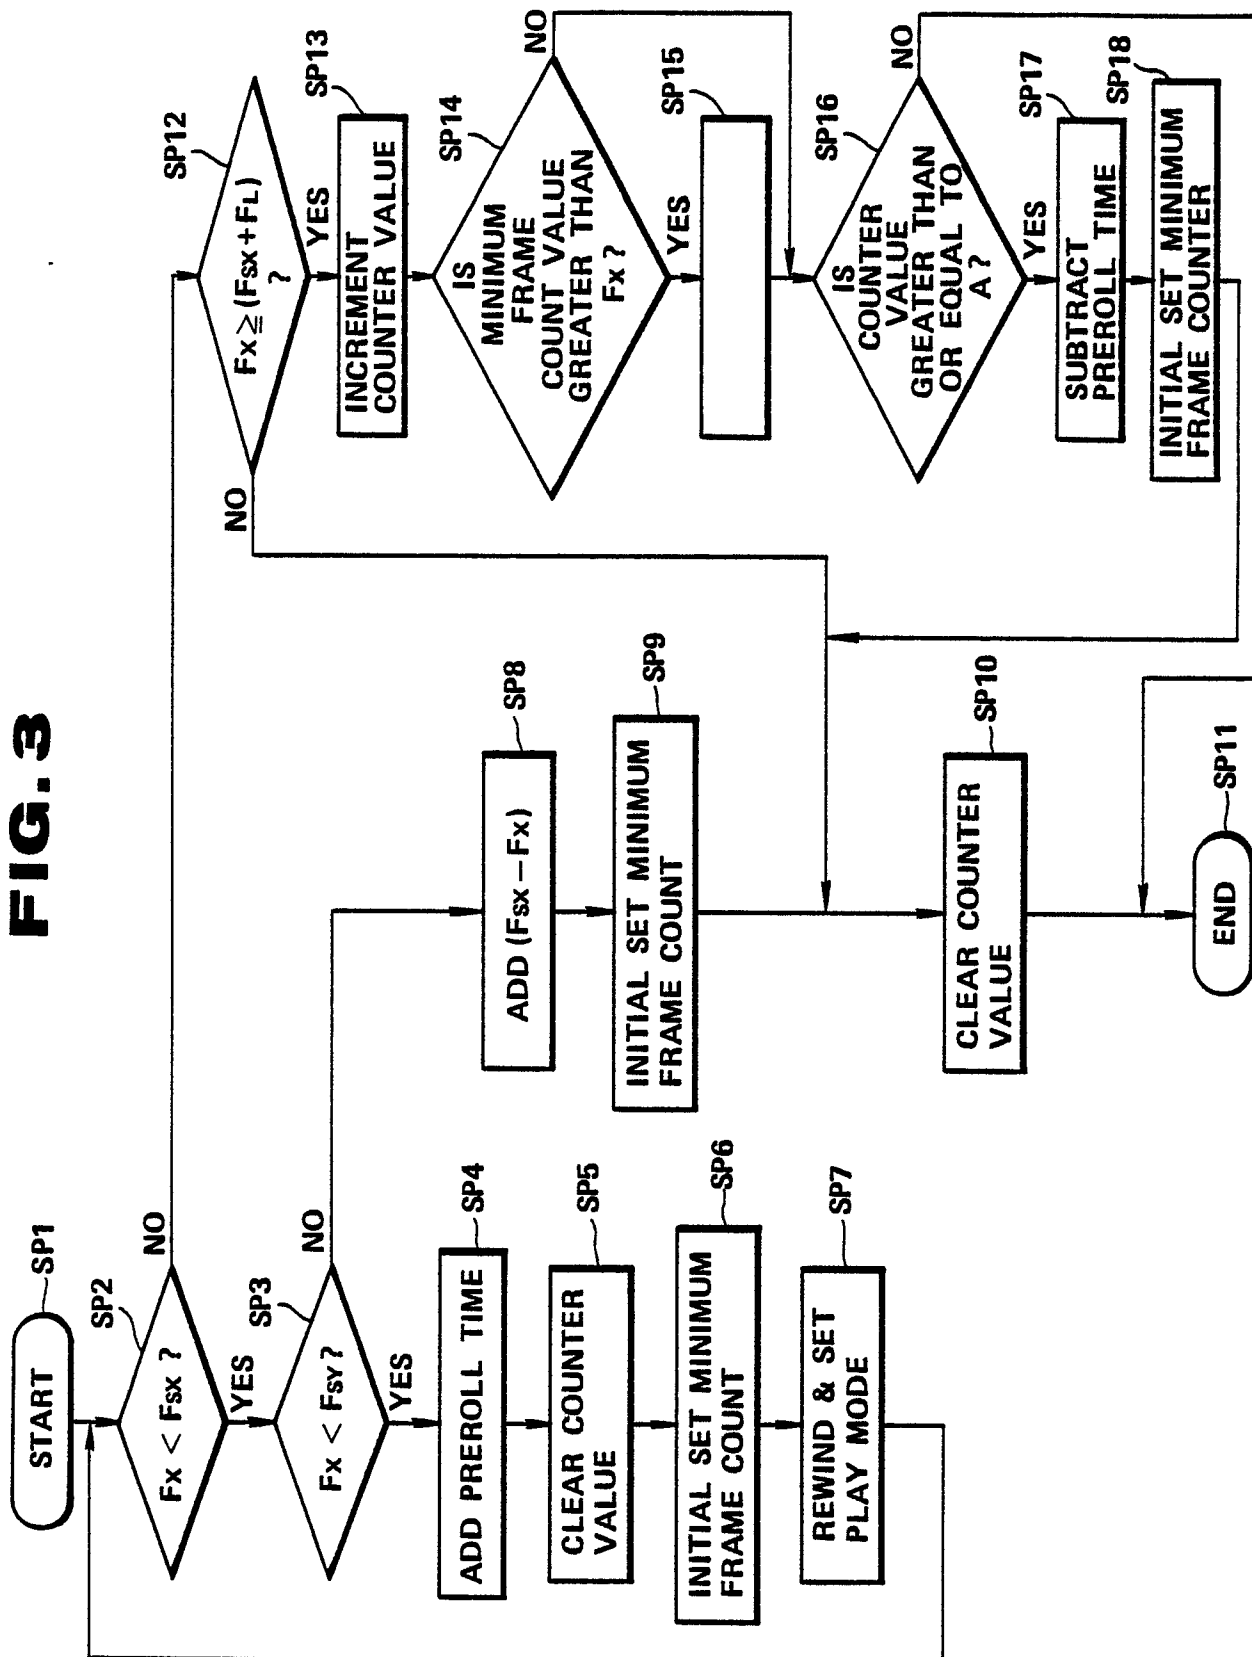 FIG. 3
START
SP1
Fx < Fsx ?
SP2
NO
YES
Fx < FsY?
SP3
NO
YES
ADD PREROLL TIME
SP4
CLEAR COUNTER
VALUE
SP5
INITIAL SET MINIMUM
FRAME COUNT
SP6
REWIND & SET
PLAY MODE
SP7
ADD (Fsx − Fx)
SP8
INITIAL SET MINIMUM
FRAME COUNT
SP9
CLEAR COUNTER
VALUE
SP10
END
SP11
Fx ≧ (Fsx + FL)
?
SP12
NO
YES
INCREMENT
COUNTER VALUE
SP13
IS
MINIMUM
FRAME
COUNT VALUE
GREATER THAN
Fx ?
SP14
NO
YES
SP15
IS
COUNTER
VALUE
GREATER THAN
OR EQUAL TO
A ?
SP16
NO
YES
SUBTRACT
PREROLL TIME
SP17
INITIAL SET MINIMUM
FRAME COUNTER
SP18